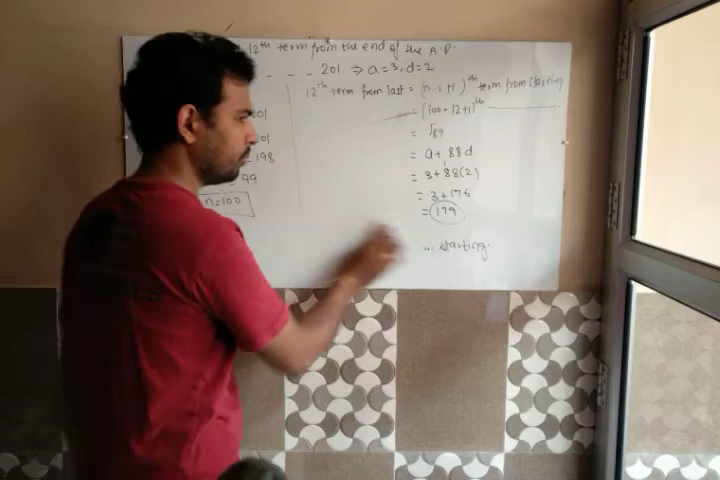 12th term from the end of the A.P.
- - - 201 ⇒ a=3, d=2
12th term from last = (n-12+1)th term from starting
201
= (100-12+1)th
201
= T89
198
= a+88d
= 99
= 3+88(2)
n=100
= 3+176
= 179
starting.